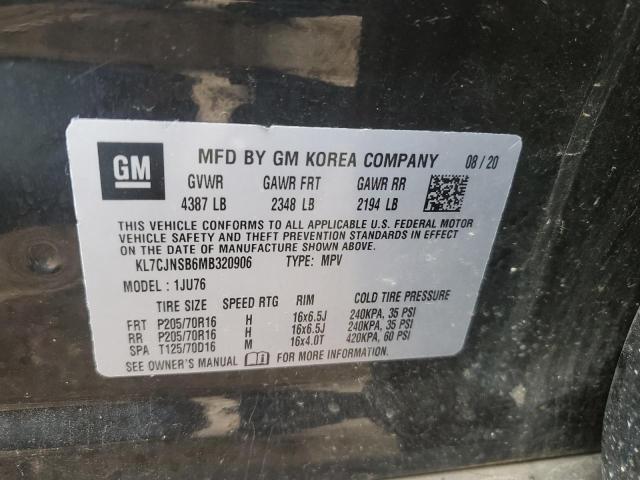 GM
MFD BY GM KOREA COMPANY 08/20
GVWR GAWR FRT GAWR RR
4387 LB 2348 LB 2194 LB
THIS VEHICLE CONFORMS TO ALL APPLICABLE U.S. FEDERAL MOTOR
VEHICLE SAFETY AND THEFT PREVENTION STANDARDS IN EFFECT
ON THE DATE OF MANUFACTURE SHOWN ABOVE.
KL7CJNSB6MB320906 TYPE: MPV
MODEL: 1JU76
TIRE SIZE SPEED RTG RIM COLD TIRE PRESSURE
FRT P205/70R16 H 16x6.5J 240KPA, 35 PSI
RR P205/70R16 H 16x6.5J 240KPA, 35 PSI
SPA T125/70D16 M 16x4.0T 420KPA, 60 PSI
SEE OWNER'S MANUAL FOR MORE INFORMATION.